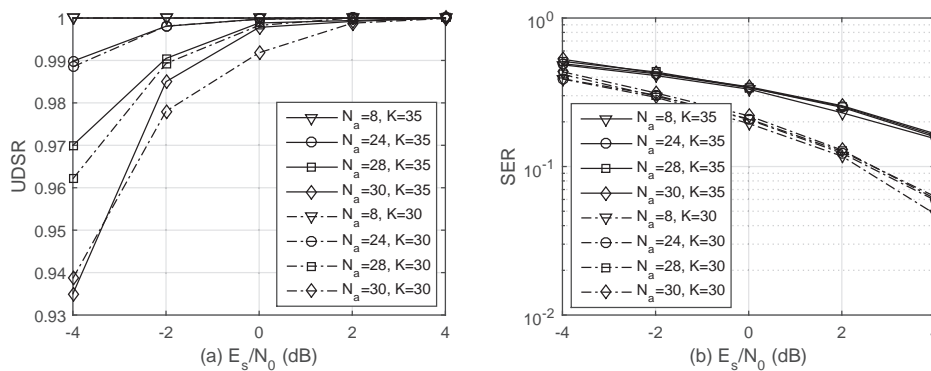 1
0.99
0.98
0.97
0.96
0.95
0.94
0.93
UDSR
-4 -2 0 2 4
(a) E_s/N_0 (dB)
N_a=8, K=35
N_a=24, K=35
N_a=28, K=35
N_a=30, K=35
N_a=8, K=30
N_a=24, K=30
N_a=28, K=30
N_a=30, K=30
10^0
10^-1
10^-2
SER
-4 -2 0 2
(b) E_s/N_0 (dB)
N_a=8, K=35
N_a=24, K=35
N_a=28, K=35
N_a=30, K=35
N_a=8, K=30
N_a=24, K=30
N_a=28, K=30
N_a=30, K=30